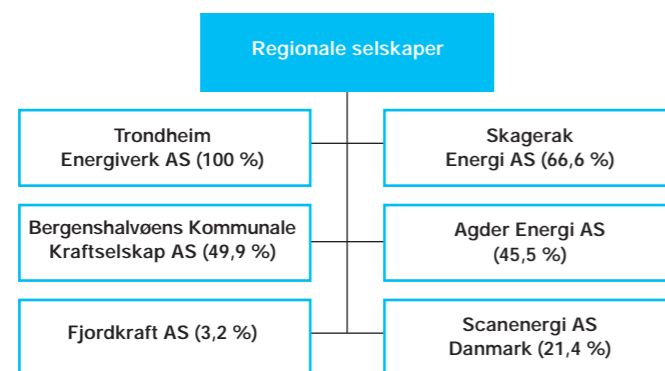 Regionale selskaper
Trondheim
Energiverk AS (100 %)
Skagerak
Energi AS (66,6 %)
Bergenshalvøens Kommunale
Kraftselskap AS (49,9 %)
Agder Energi AS
(45,5 %)
Fjordkraft AS (3,2 %)
Scanenergi AS
Danmark (21,4 %)